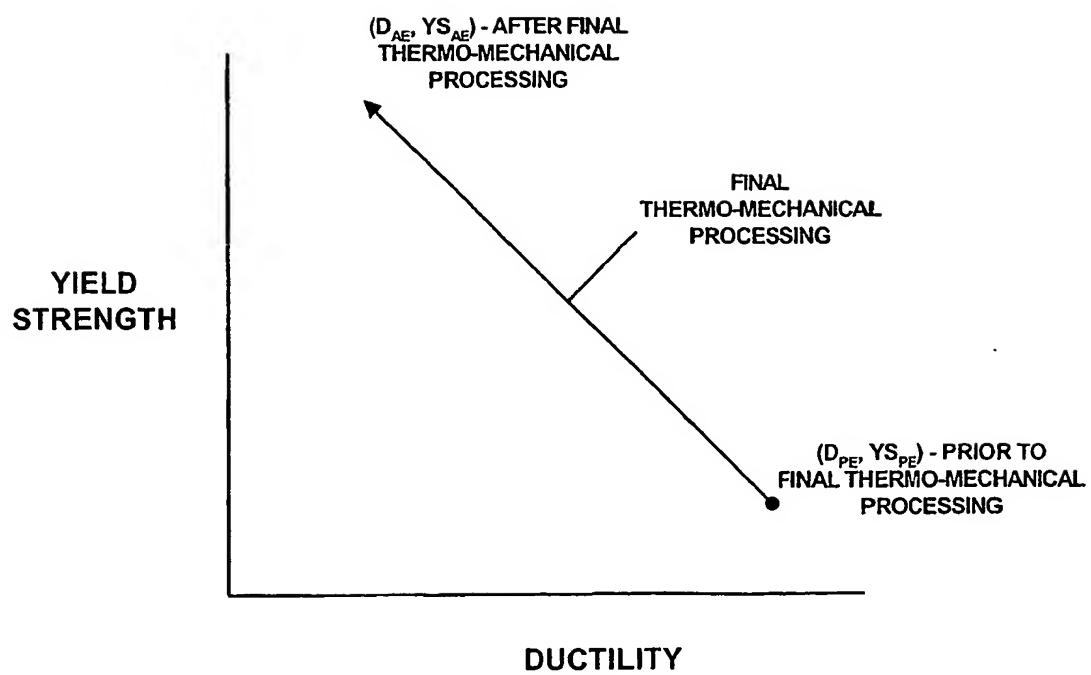 (D_AE, YS_AE) - AFTER FINAL
THERMO-MECHANICAL
PROCESSING
FINAL
THERMO-MECHANICAL
PROCESSING
YIELD
STRENGTH
(D_PE, YS_PE) - PRIOR TO
FINAL THERMO-MECHANICAL
PROCESSING
DUCTILITY